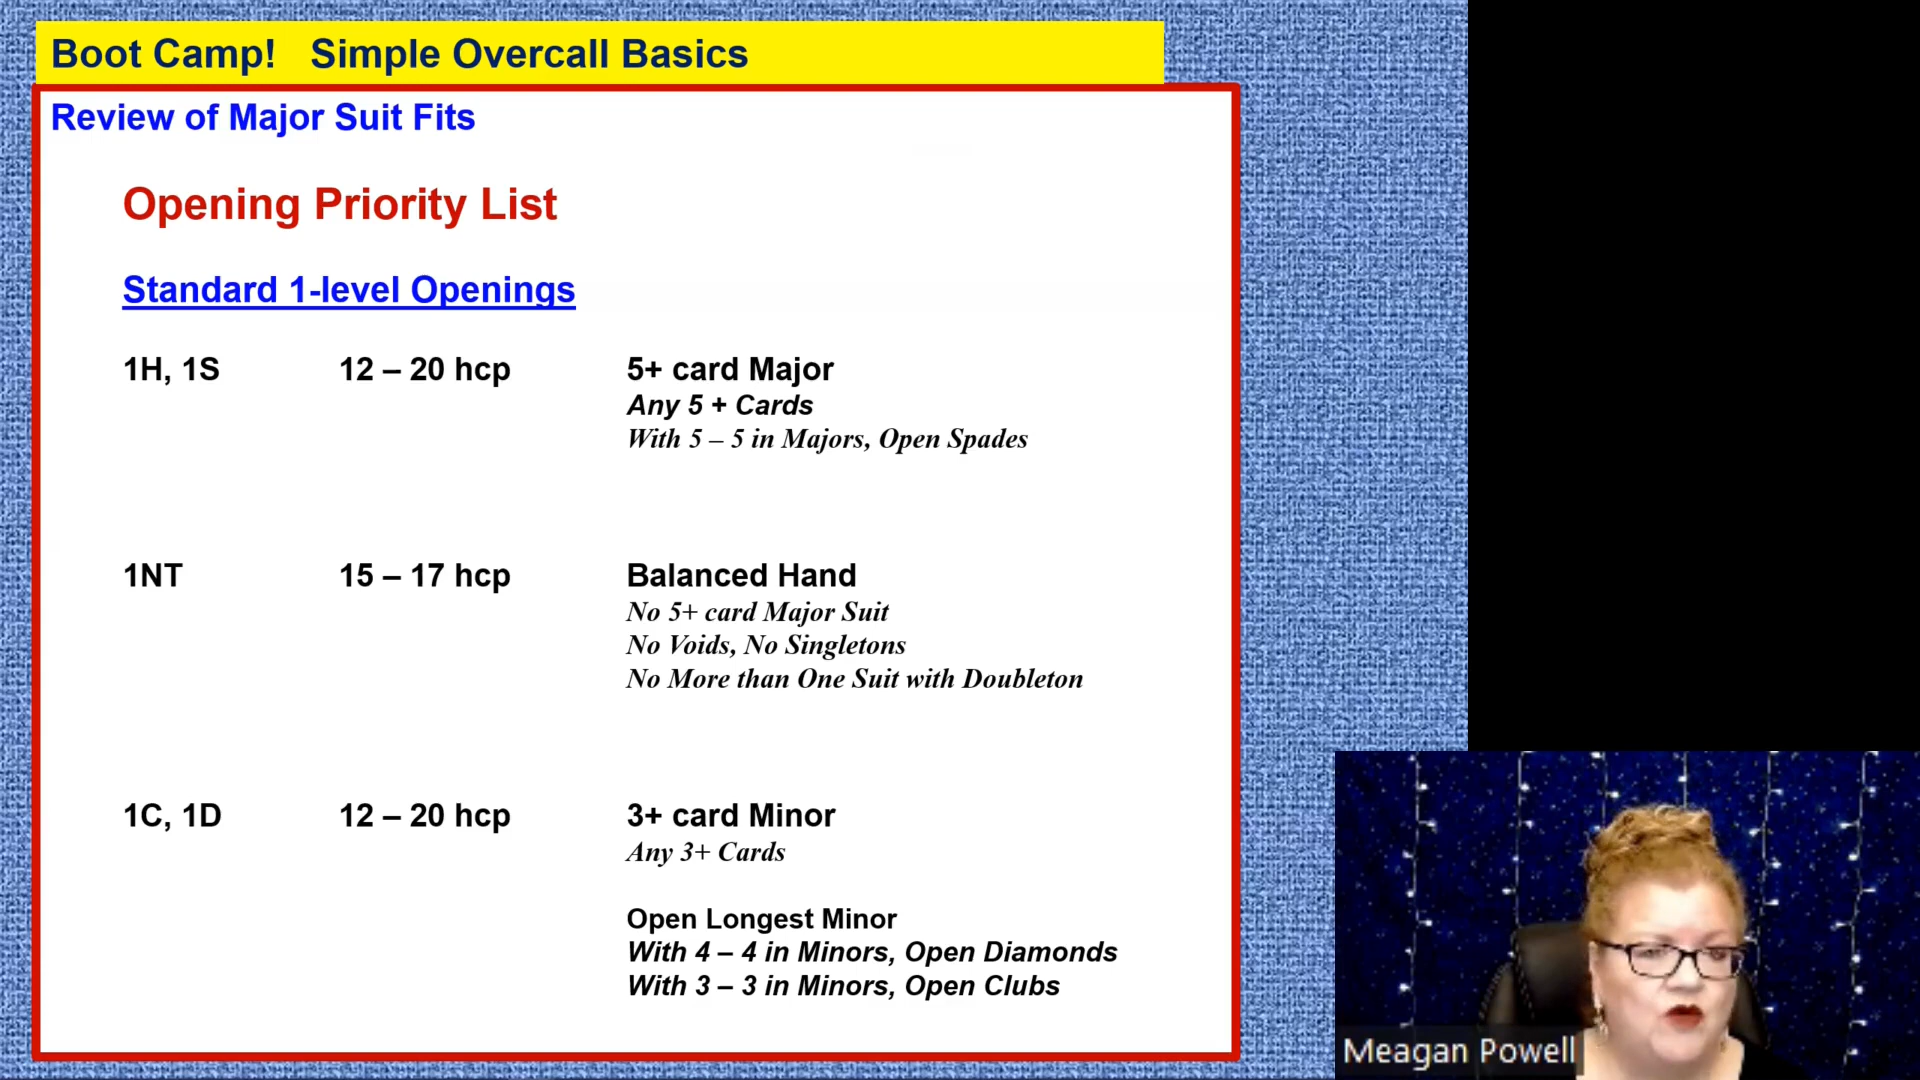 Boot Camp! Simple Overcall Basics
Review of Major Suit Fits
Opening Priority List
Standard 1-level Openings
1H, 1S 12 – 20 hcp 5+ card Major
Any 5 + Cards
With 5 – 5 in Majors, Open Spades
1NT 15 – 17 hcp Balanced Hand
No 5+ card Major Suit
No Voids, No Singletons
No More than One Suit with Doubleton
1C, 1D 12 – 20 hcp 3+ card Minor
Any 3+ Cards
Open Longest Minor
With 4 – 4 in Minors, Open Diamonds
With 3 – 3 in Minors, Open Clubs
Meagan Powell